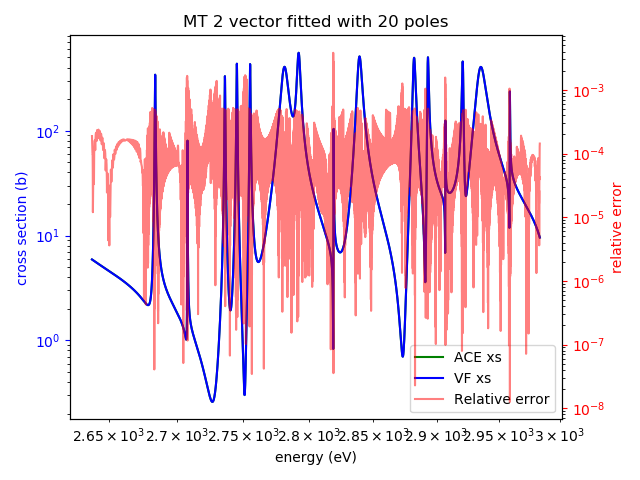 MT 2 vector fitted with 20 poles
cross section (b)
10²
10¹
10⁰
10⁻³
10⁻⁴
10⁻⁵
10⁻⁶
10⁻⁷
10⁻⁸
relative error
ACE xs
VF xs
Relative error
2.65 × 10³ 2.7 × 10³ 2.75 × 10³ 2.8 × 10³ 2.85 × 10³ 2.9 × 10³ 2.95 × 10³ 3 × 10³
energy (eV)